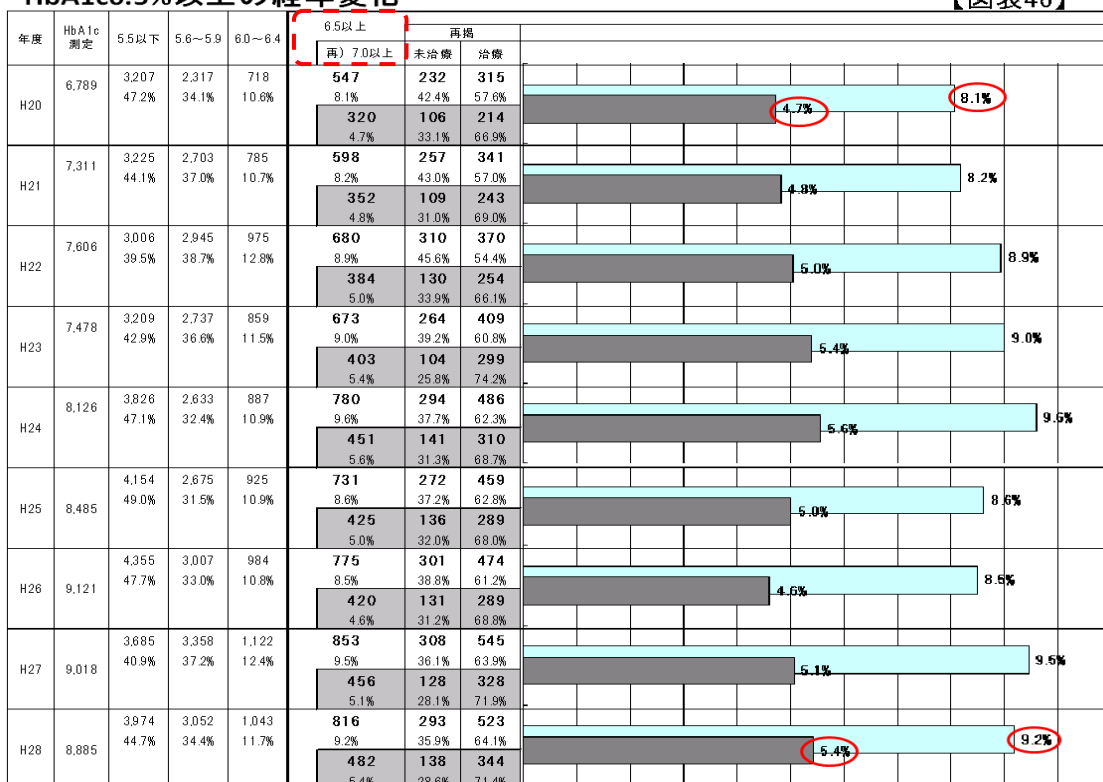 HbA1c6.5%以上の経年変化
【図表46】
年度 HbA1c測定 5.5以下 5.6～5.9 6.0～6.4 6.5以上 再掲
再）7.0以上 未治療 治療
H20 6,789 3,207 2,317 718 547 232 315
47.2% 34.1% 10.6% 8.1% 42.4% 57.6% 8.1%
320 106 214 4.7%
4.7% 33.1% 66.9%
H21 7,311 3,225 2,703 785 598 257 341
44.1% 37.0% 10.7% 8.2% 43.0% 57.0% 8.2%
352 109 243 4.8%
4.8% 31.0% 69.0%
H22 7,606 3,006 2,945 975 680 310 370
39.5% 38.7% 12.8% 8.9% 45.6% 54.4% 8.9%
384 130 254 5.0%
5.0% 33.9% 66.1%
H23 7,478 3,209 2,737 859 673 264 409
42.9% 36.6% 11.5% 9.0% 39.2% 60.8% 9.0%
403 104 299 5.4%
5.4% 25.8% 74.2%
H24 8,126 3,826 2,633 887 780 294 486
47.1% 32.4% 10.9% 9.6% 37.7% 62.3% 9.6%
451 141 310 5.6%
5.6% 31.3% 68.7%
H25 8,485 4,154 2,675 925 731 272 459
49.0% 31.5% 10.9% 8.6% 37.2% 62.8% 8.6%
425 136 289 5.0%
5.0% 32.0% 68.0%
H26 9,121 4,355 3,007 984 775 301 474
47.7% 33.0% 10.8% 8.5% 38.8% 61.2% 8.5%
420 131 289 4.6%
4.6% 31.2% 68.8%
H27 9,018 3,685 3,358 1,122 853 308 545
40.9% 37.2% 12.4% 9.5% 36.1% 63.9% 9.5%
456 128 328 5.1%
5.1% 28.1% 71.9%
H28 8,885 3,974 3,052 1,043 816 293 523
44.7% 34.4% 11.7% 9.2% 35.9% 64.1% 9.2%
482 138 344 5.4%
5.4% 28.6% 71.4%